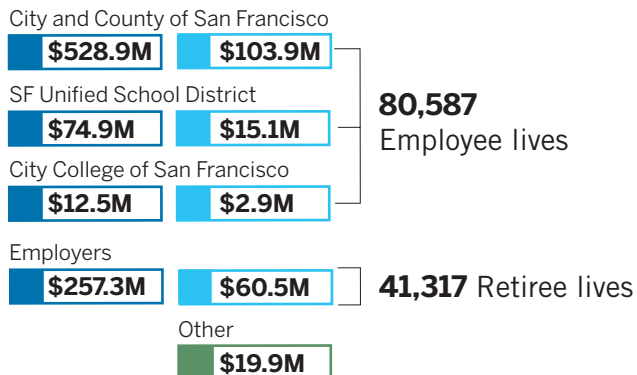 City and County of San Francisco
$528.9M $103.9M
SF Unified School District
$74.9M $15.1M
City College of San Francisco
$12.5M $2.9M
80,587
Employee lives
Employers
$257.3M $60.5M
41,317 Retiree lives
Other
$19.9M